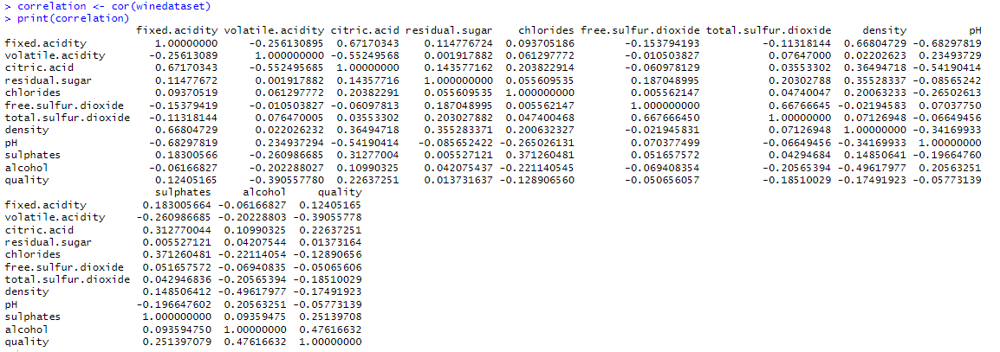 > correlation <- cor(winedataset)
> print(correlation)
fixed.acidity volatile.acidity citric.acid residual.sugar chlorides free.sulfur.dioxide total.sulfur.dioxide density pH
fixed.acidity 1.00000000 -0.256130895 0.67170343 0.114776724 0.093705186 -0.153794193 -0.11318144 0.66804729 -0.68297819
volatile.acidity -0.25613089 1.000000000 -0.55249568 0.001917882 0.061297772 -0.010503827 0.07647000 0.02202623 0.23493729
citric.acid 0.67170343 -0.552495685 1.00000000 0.143577162 0.203822914 -0.060978129 0.03553302 0.36494718 -0.54190414
residual.sugar 0.11477672 0.001917882 0.14357716 1.000000000 0.055609535 0.187048995 0.20302788 0.35528337 -0.08565242
chlorides 0.09370519 0.061297772 0.20382291 0.055609535 1.000000000 0.005562147 0.04740047 0.20063233 -0.26502613
free.sulfur.dioxide -0.15379419 -0.010503827 -0.06097813 0.187048995 0.005562147 1.000000000 0.66766645 -0.02194583 0.07037750
total.sulfur.dioxide -0.11318144 0.076470005 0.03553302 0.203027882 0.047400468 0.667666450 1.00000000 0.07126948 -0.06649456
density 0.66804729 0.022026232 0.36494718 0.355283371 0.200632327 -0.021945831 0.07126948 1.00000000 -0.34169933
pH -0.68297819 0.234937294 -0.54190414 -0.085652422 -0.265026131 0.070377499 -0.06649456 -0.34169933 1.00000000
sulphates 0.18300566 -0.260986685 0.31277004 0.005527121 0.371260481 0.051657572 0.04294684 0.14850641 -0.19664760
alcohol -0.06166827 -0.202288027 0.10990325 0.042075437 -0.221140545 -0.069408354 -0.20565394 -0.49617977 0.20563251
quality 0.12405165 -0.390557780 0.22637251 0.013731637 -0.128906560 -0.050656057 -0.18510029 -0.17491923 -0.05773139
sulphates alcohol quality
fixed.acidity 0.183005664 -0.06166827 0.12405165
volatile.acidity -0.260986685 -0.20228803 -0.39055778
citric.acid 0.312770044 0.10990325 0.22637251
residual.sugar 0.005527121 0.04207544 0.01373164
chlorides 0.371260481 -0.22114054 -0.12890656
free.sulfur.dioxide 0.051657572 -0.06940835 -0.05065606
total.sulfur.dioxide 0.042946836 -0.20565394 -0.18510029
density 0.148506412 -0.49617977 -0.17491923
pH -0.196647602 0.20563251 -0.05773139
sulphates 1.000000000 0.09359475 0.25139708
alcohol 0.093594750 1.00000000 0.47616632
quality 0.251397079 0.47616632 1.00000000